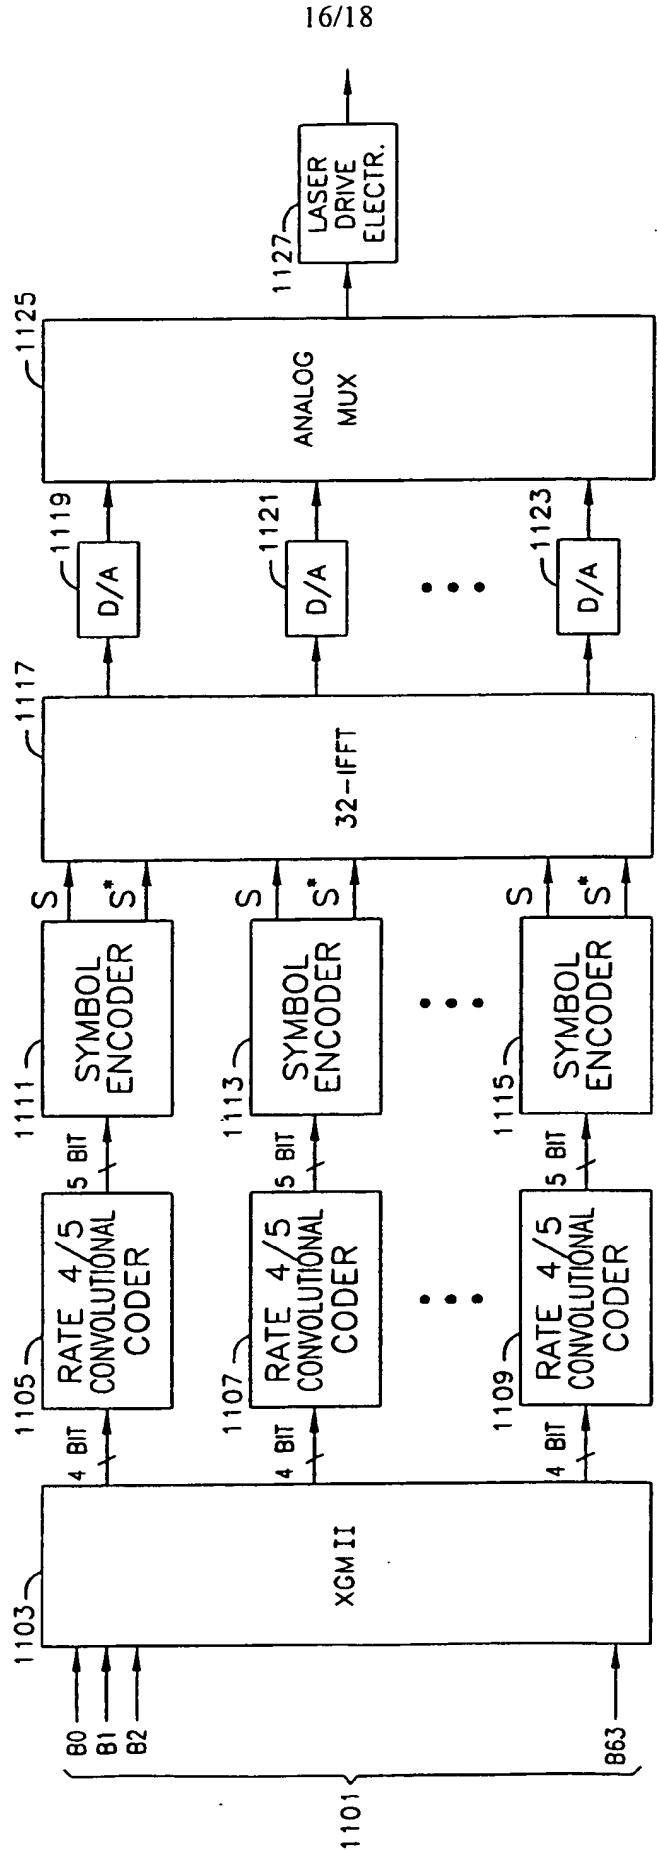 16/18
1101
B0
B1
B2
B63
1103
XGMII
4 BIT
4 BIT
4 BIT
1105
RATE 4/5
CONVOLUTIONAL
CODER
1107
RATE 4/5
CONVOLUTIONAL
CODER
1109
RATE 4/5
CONVOLUTIONAL
CODER
5 BIT
5 BIT
5 BIT
1111
SYMBOL
ENCODER
1113
SYMBOL
ENCODER
1115
SYMBOL
ENCODER
S
S*
S
S*
S
S*
1117
32-IFFT
1119
D/A
1121
D/A
1123
D/A
1125
ANALOG
MUX
1127
LASER
DRIVE
ELECTR.